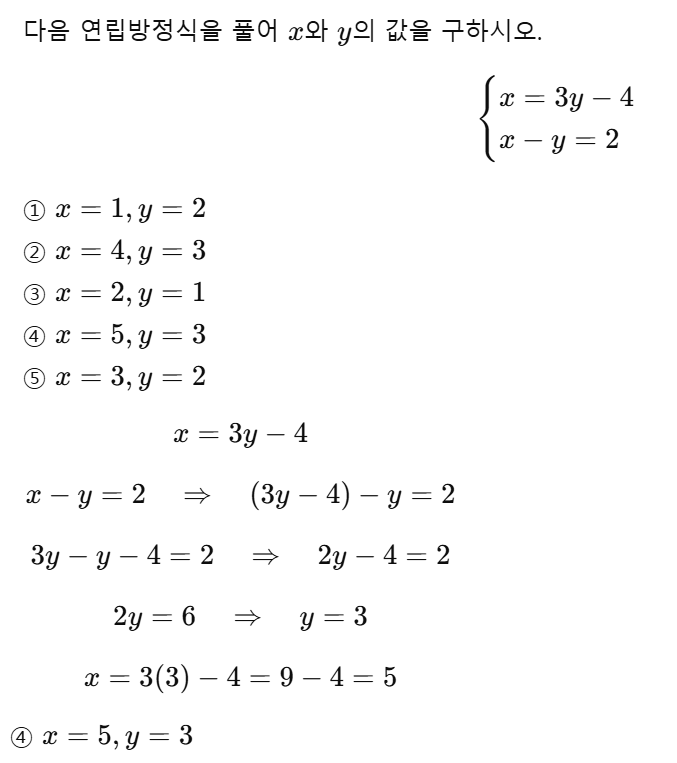 다음 연립방정식을 풀어 x와 y의 값을 구하시오.
x = 3y − 4
x − y = 2
① x = 1, y = 2
② x = 4, y = 3
③ x = 2, y = 1
④ x = 5, y = 3
⑤ x = 3, y = 2
x = 3y − 4
x − y = 2 ⇒ (3y − 4) − y = 2
3y − y − 4 = 2 ⇒ 2y − 4 = 2
2y = 6 ⇒ y = 3
x = 3(3) − 4 = 9 − 4 = 5
④ x = 5, y = 3